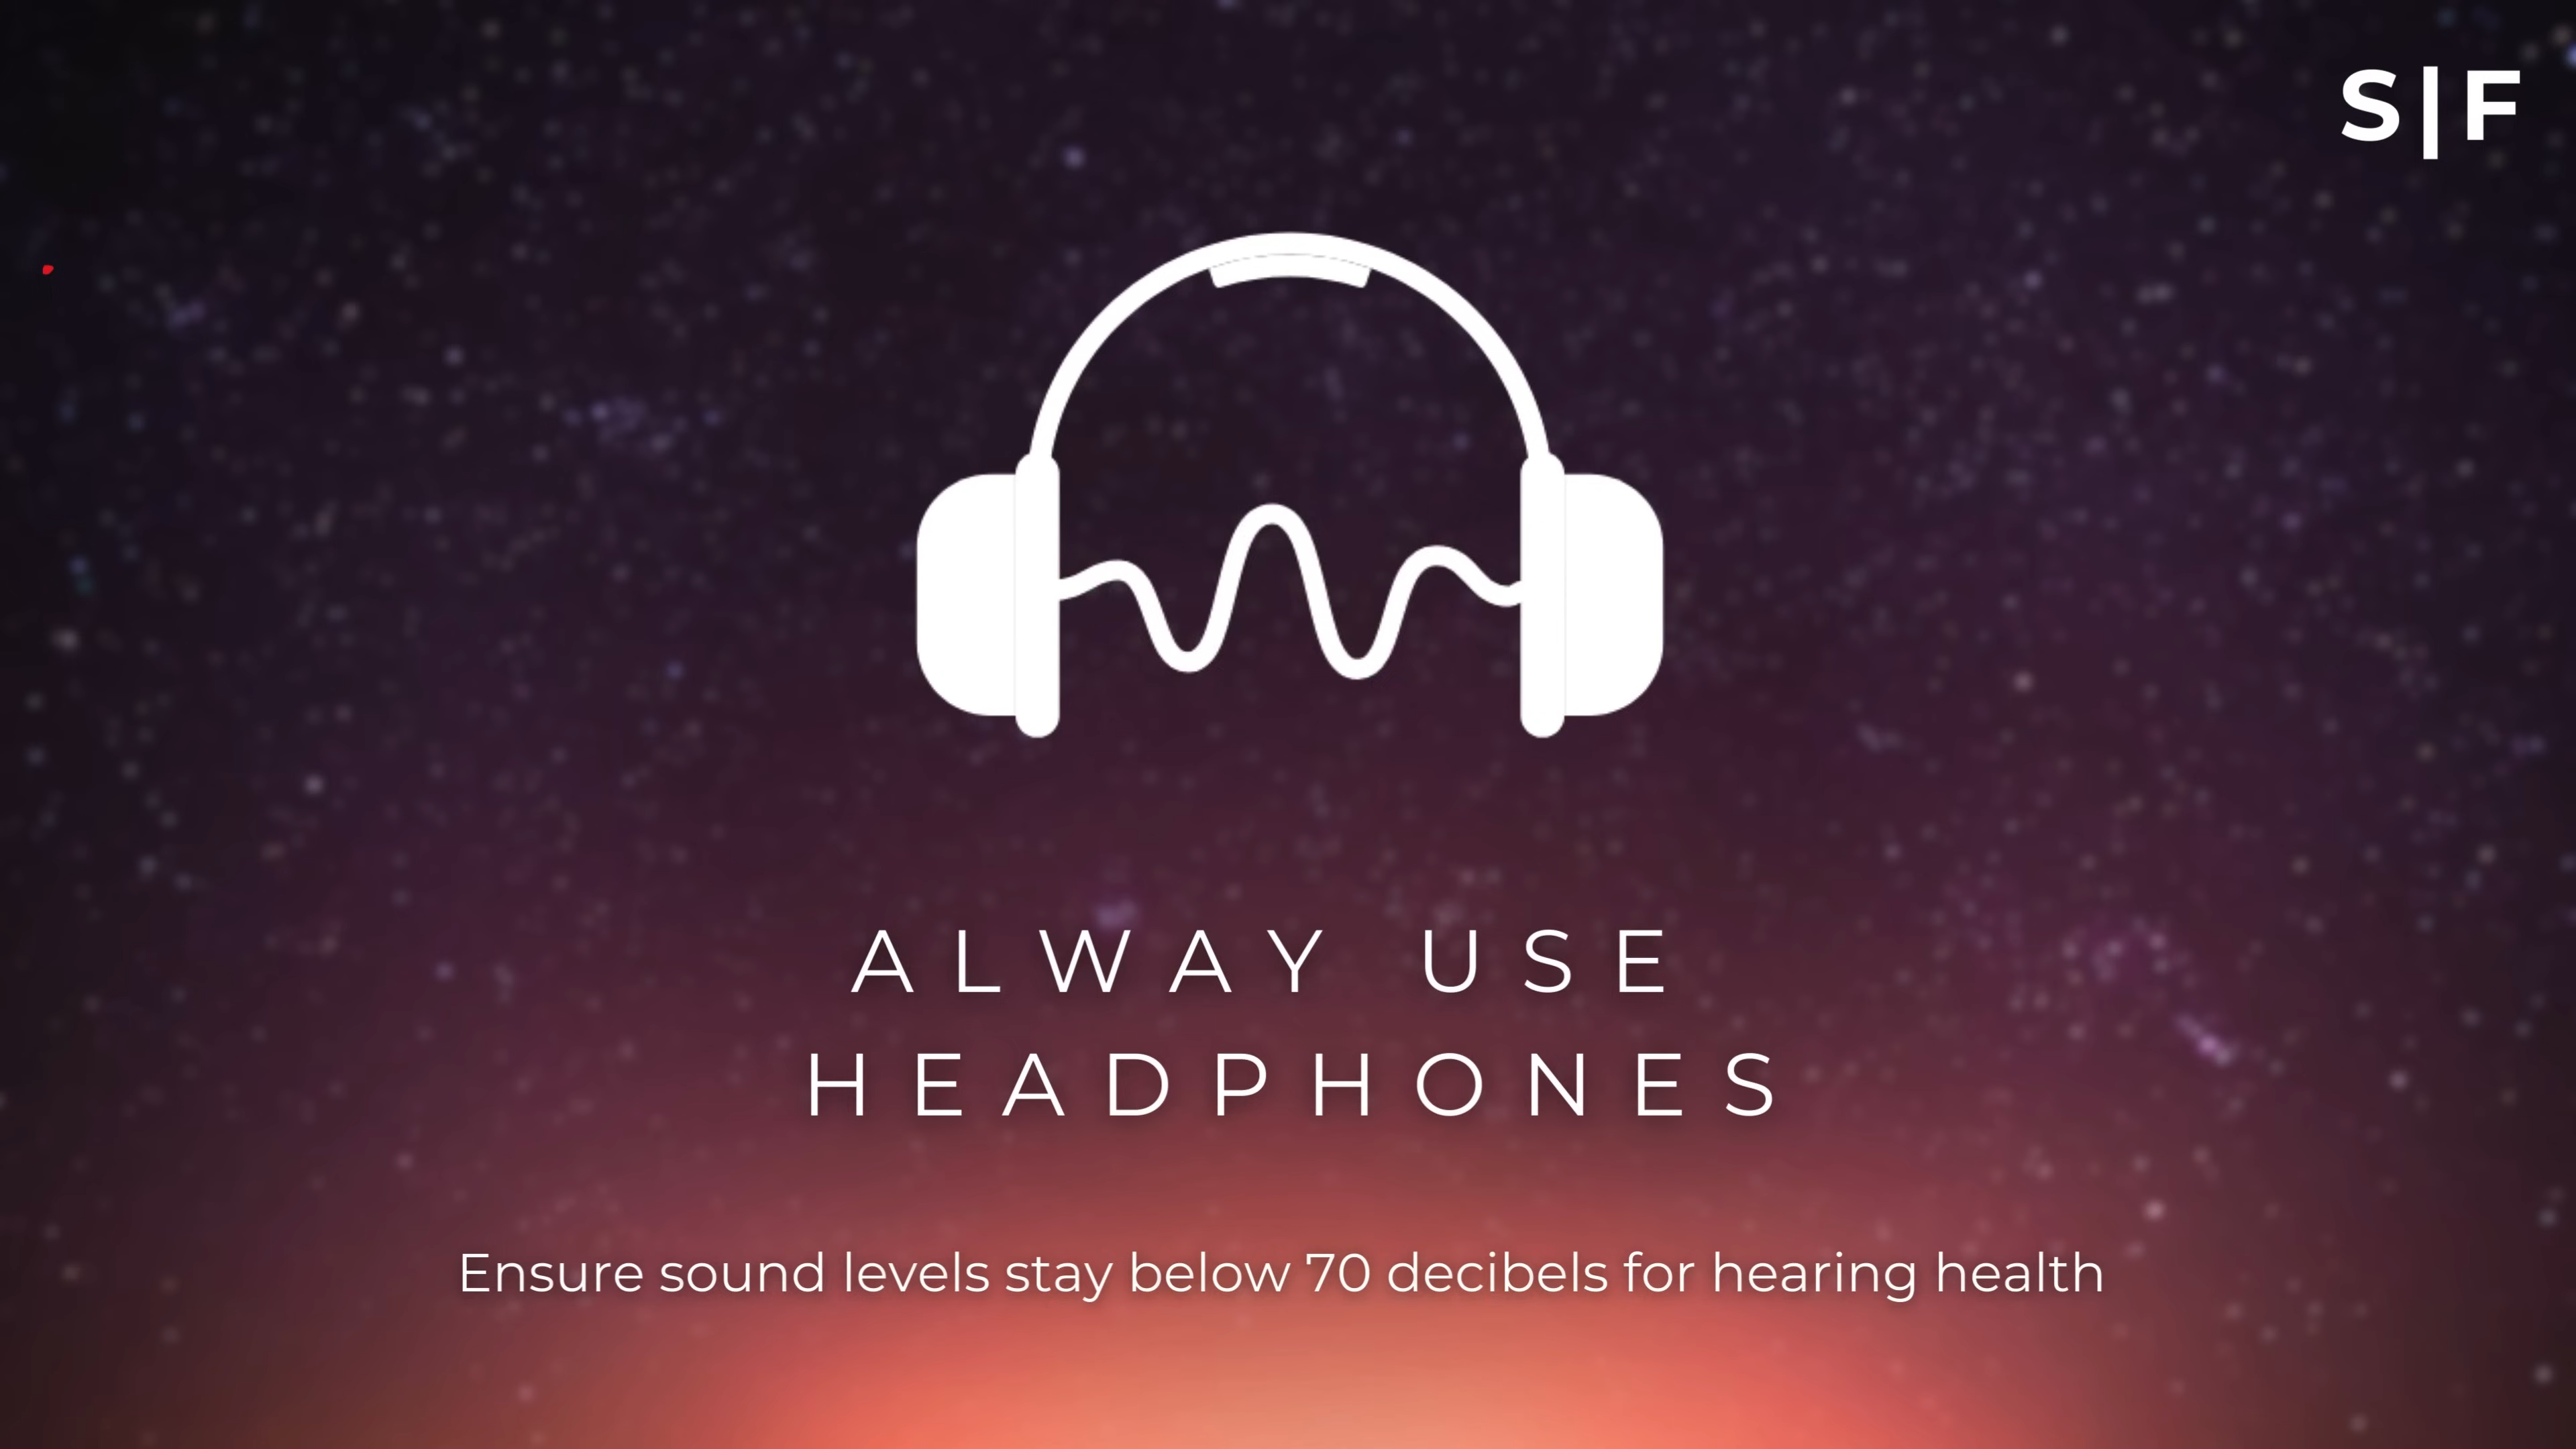 S|F
ALWAY USE
HEADPHONES
Ensure sound levels stay below 70 decibels for hearing health